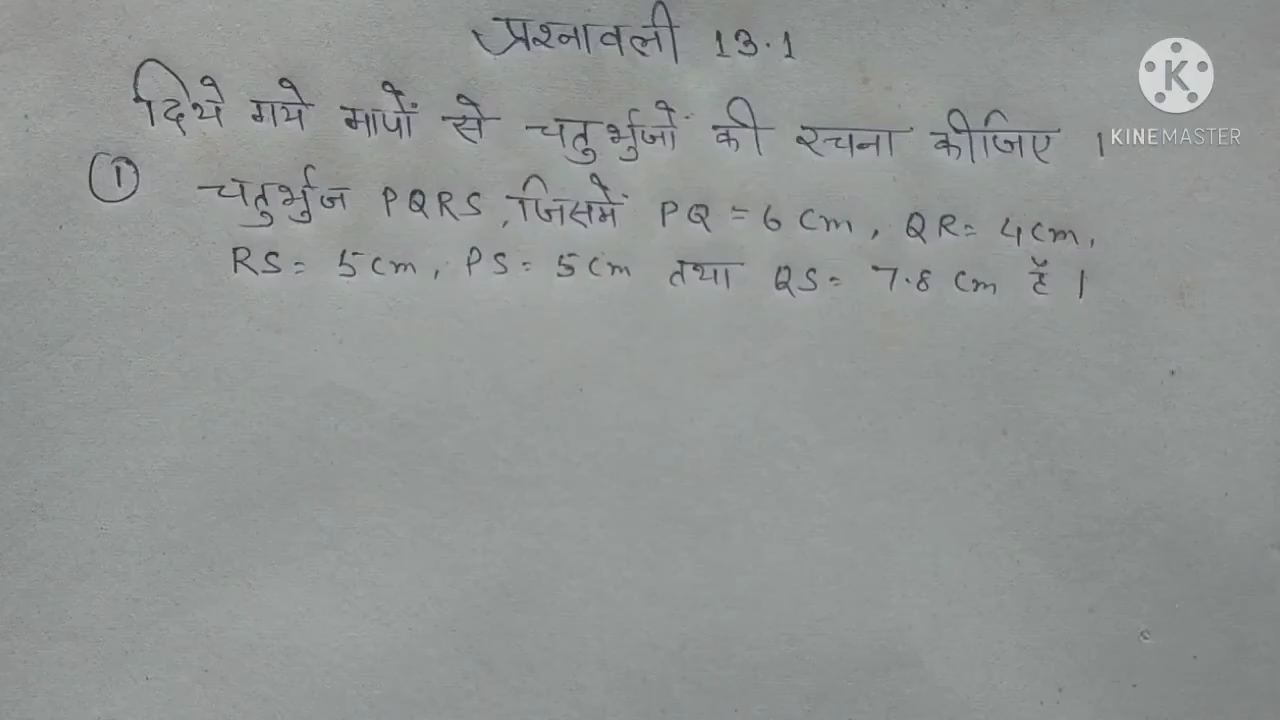 प्रश्नावली 13.1
दिये गये मापों से चतुर्भुजों की रचना कीजिए ।
① चतुर्भुज PQRS, जिसमें PQ = 6 cm, QR = 4 cm,
RS = 5 cm, PS = 5 cm तथा QS = 7.8 cm है ।
K
KINEMASTER